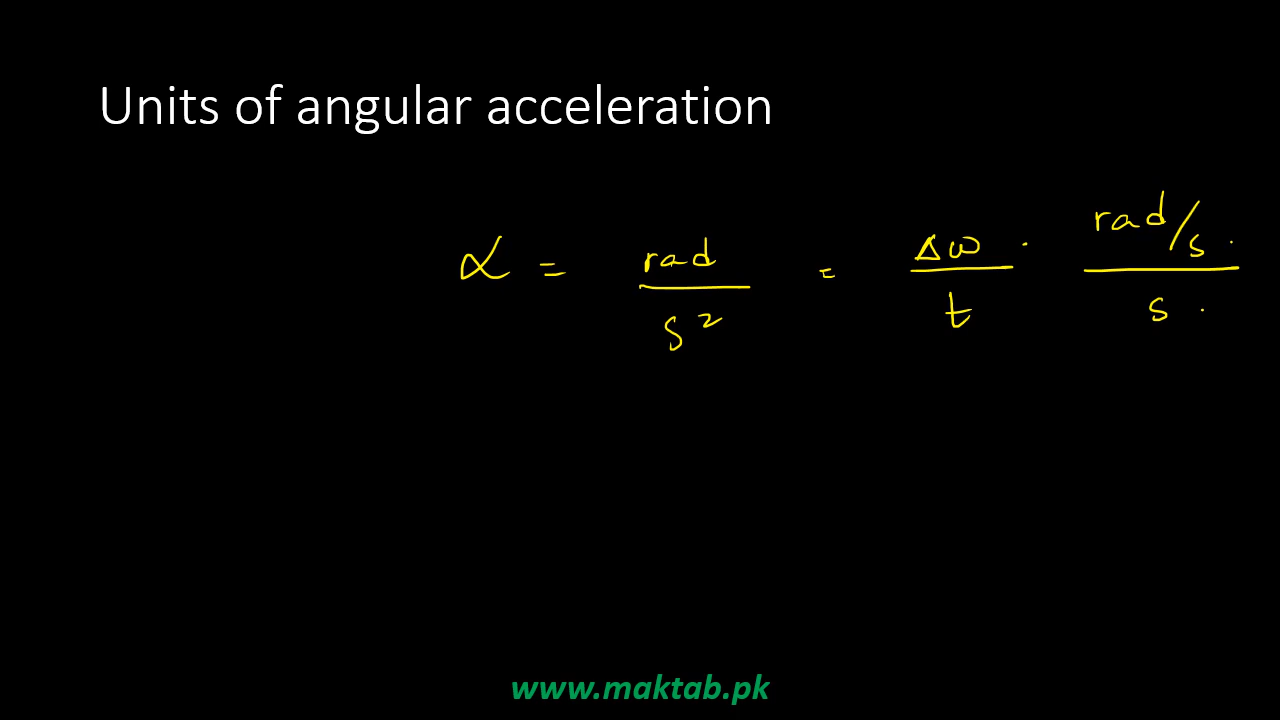 Units of angular acceleration
α = rad/s² = Δω/t . rad/s. / s.
www.maktab.pk